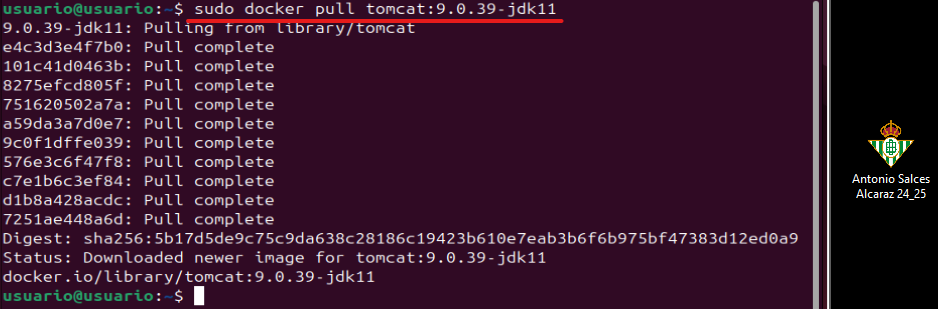 usuario@usuario:~$ sudo docker pull tomcat:9.0.39-jdk11
9.0.39-jdk11: Pulling from library/tomcat
e4c3d3e4f7b0: Pull complete
101c41d0463b: Pull complete
8275efcd805f: Pull complete
751620502a7a: Pull complete
a59da3a7d0e7: Pull complete
9c0f1dffe039: Pull complete
576e3c6f47f8: Pull complete
c7e1b6c3ef84: Pull complete
d1b8a428acdc: Pull complete
7251ae448a6d: Pull complete
Digest: sha256:5b17d5de9c75c9da638c28186c19423b610e7eab3b6f6b975bf47383d12ed0a9
Status: Downloaded newer image for tomcat:9.0.39-jdk11
docker.io/library/tomcat:9.0.39-jdk11
usuario@usuario:~$
Antonio Salces
Alcaraz 24_25